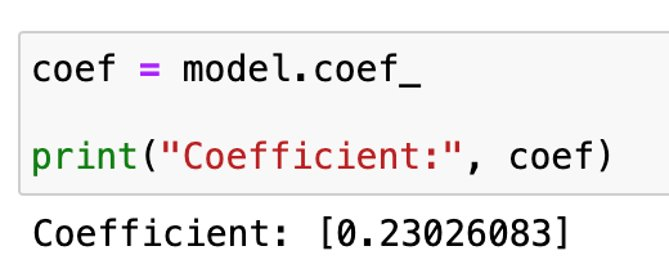 coef = model.coef_
print("Coefficient:", coef)
Coefficient: [0.23026083]